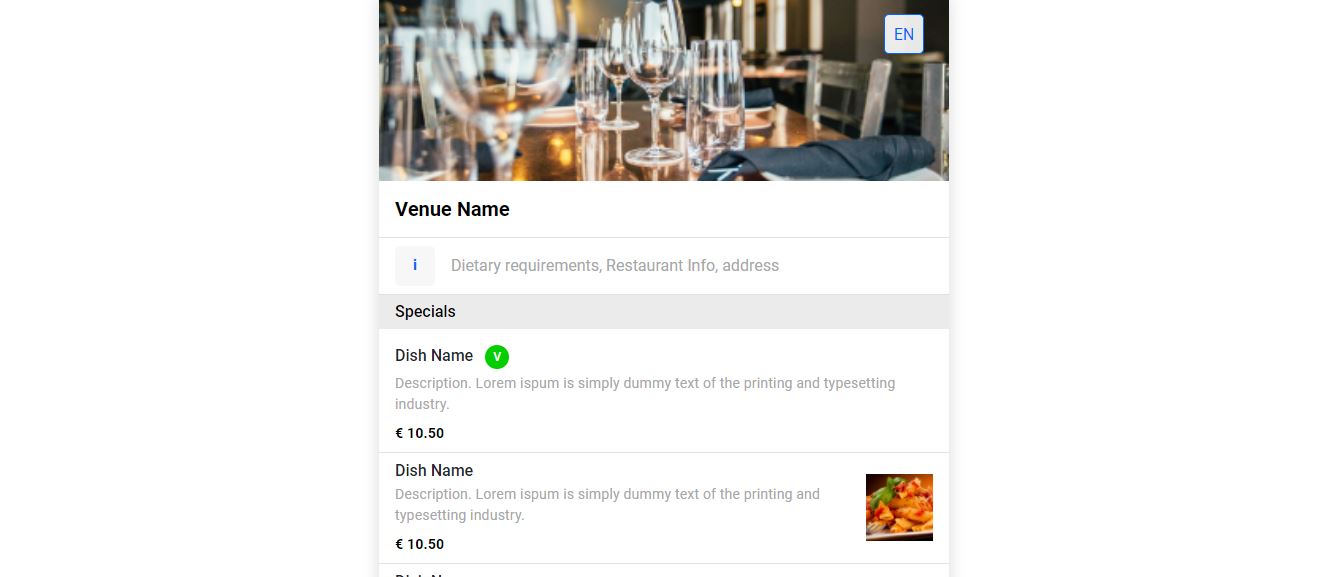 EN
Venue Name
i
Dietary requirements, Restaurant Info, address
Specials
Dish Name V
Description. Lorem ispum is simply dummy text of the printing and typesetting
industry.
€ 10.50
Dish Name
Description. Lorem ispum is simply dummy text of the printing and
typesetting industry.
€ 10.50